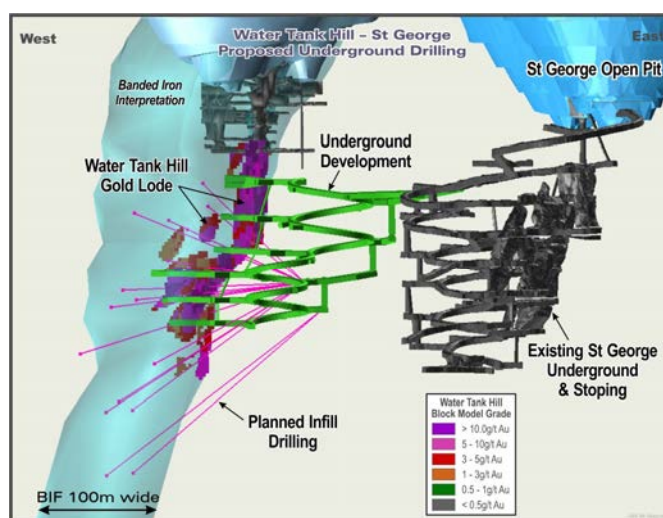 West
Water Tank Hill – St George
Proposed Underground Drilling
East
St George Open Pit
Banded Iron
Interpretation
Underground
Development
Water Tank Hill
Gold Lode
Existing St George
Underground
& Stoping
Planned Infill
Drilling
Water Tank Hill
Block Model Grade
> 10.0g/t Au
5 - 10g/t Au
3 - 5g/t Au
1 - 3g/t Au
0.5 - 1g/t Au
< 0.5g/t Au
BIF 100m wide